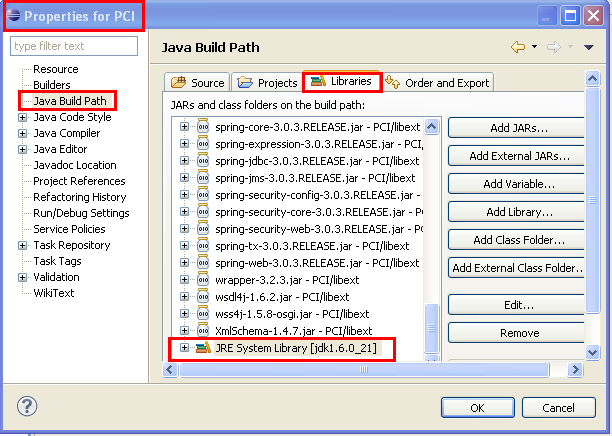 Properties for PCI
type filter text
Resource
Builders
Java Build Path
Java Code Style
Java Compiler
Java Editor
Javadoc Location
Project References
Refactoring History
Run/Debug Settings
Service Policies
Task Repository
Task Tags
Validation
WikiText
Java Build Path
Source
Projects
Libraries
Order and Export
JARs and class folders on the build path:
spring-core-3.0.3.RELEASE.jar - PCI/libext
spring-expression-3.0.3.RELEASE.jar - PCI,
spring-jdbc-3.0.3.RELEASE.jar - PCI/libext
spring-jms-3.0.3.RELEASE.jar - PCI/libext
spring-security-config-3.0.3.RELEASE.jar -
spring-security-core-3.0.3.RELEASE.jar - P
spring-security-web-3.0.3.RELEASE.jar - PC
spring-tx-3.0.3.RELEASE.jar - PCI/libext
spring-web-3.0.3.RELEASE.jar - PCI/libext
wrapper-3.2.3.jar - PCI/libext
wsdl4j-1.6.2.jar - PCI/libext
wss4j-1.5.8-osgi.jar - PCI/libext
XmlSchema-1.4.7.jar - PCI/libext
JRE System Library [jdk1.6.0_21]
Add JARs...
Add External JARs...
Add Variable...
Add Library...
Add Class Folder...
Add External Class Folder..
Edit...
Remove
OK
Cancel